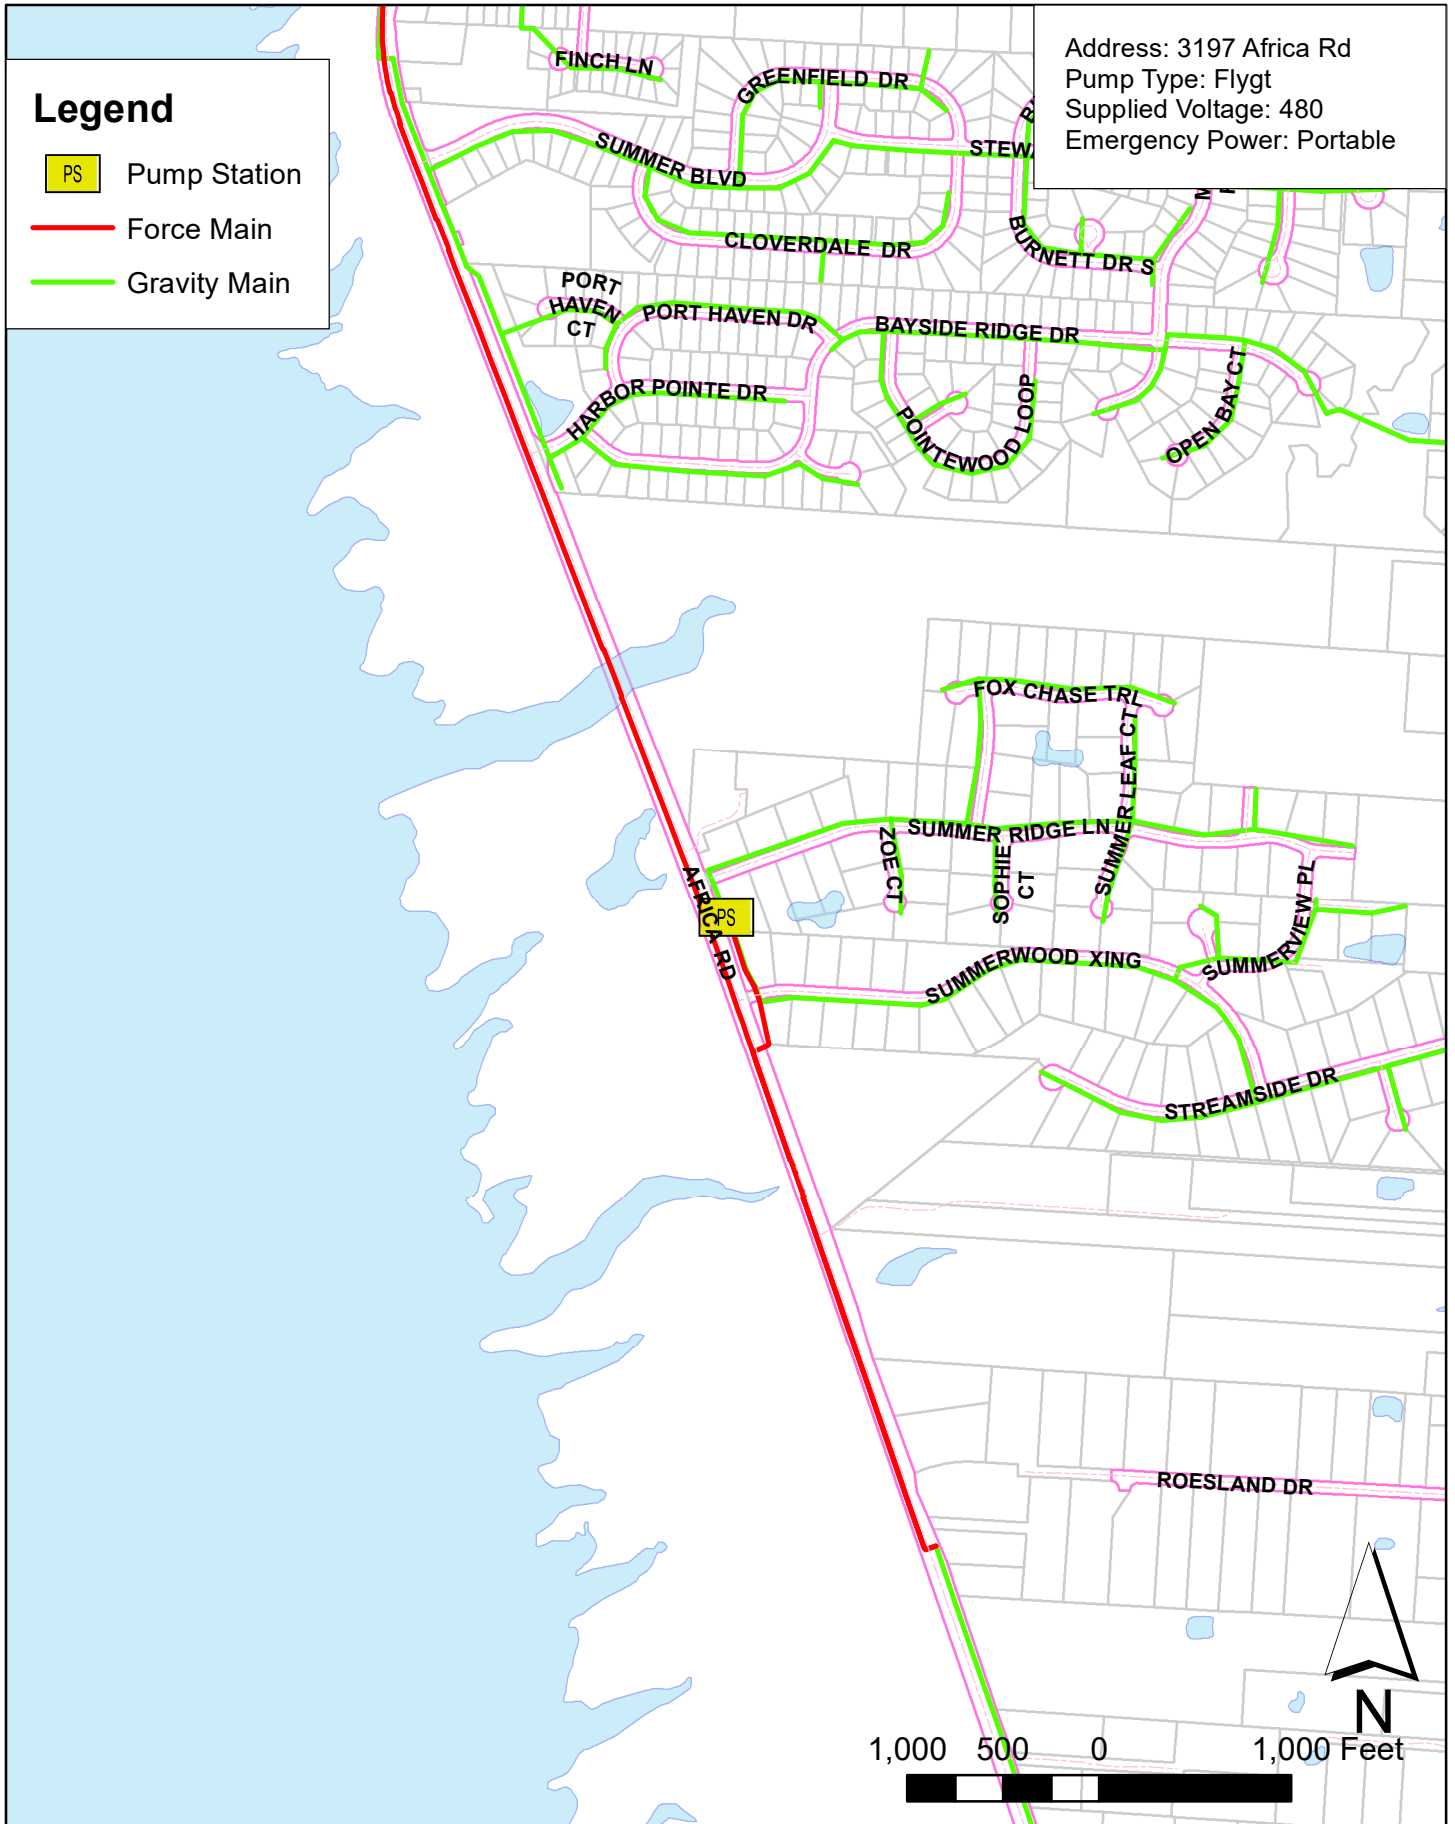 Address: 3197 Africa Rd
Pump Type: Flygt
Supplied Voltage: 480
Emergency Power: Portable
Legend
PS Pump Station
Force Main
Gravity Main
FINCH LN
GREENFIELD DR
SUMMER BLVD
CLOVERDALE DR
BURNETT DR S
PORT
HAVEN
CT
PORT HAVEN DR
BAYSIDE RIDGE DR
HARBOR POINTE DR
POINTEWOOD LOOP
OPEN BAY CT
FOX CHASE TRL
SUMMER LEAF CT
SUMMER RIDGE LN
ZOE CT
SOPHIE
CT
SUMMERVIEW PL
AFRICA RD
PS
SUMMERWOOD XING
STREAMSIDE DR
ROESLAND DR
N
1,000 500 0 1,000 Feet